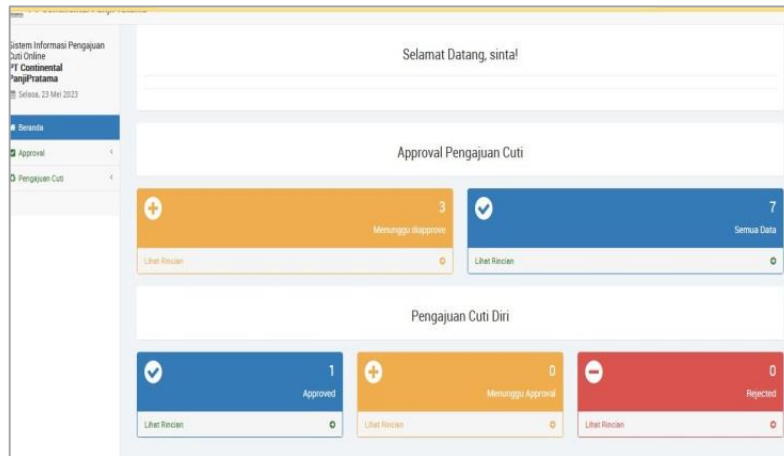 Sistem Informasi Pengajuan
Cuti Online
PT Continental
PanjiPratama
Selasa, 23 Mei 2023
Beranda
Approval
Pengajuan Cuti
Selamat Datang, sinta!
Approval Pengajuan Cuti
3
Menunggu diapprove
Lihat Rincian
7
Semua Data
Lihat Rincian
Pengajuan Cuti Diri
1
Approved
Lihat Rincian
0
Menunggu Approval
Lihat Rincian
0
Rejected
Lihat Rincian